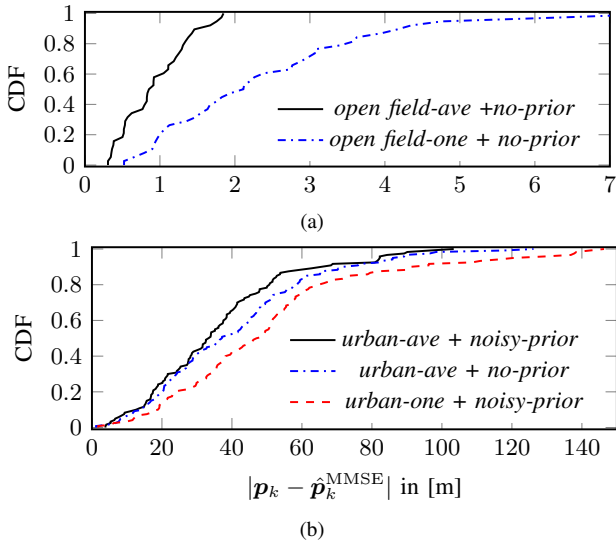 1
0.8
0.6
0.4
0.2
0
CDF
open field-ave +no-prior
open field-one + no-prior
0 1 2 3 4 5 6 7
(a)
1
0.8
0.6
0.4
0.2
0
CDF
urban-ave + noisy-prior
urban-ave + no-prior
urban-one + noisy-prior
0 20 40 60 80 100 120 140
|𝒑ₖ − 𝒑̂ₖᴹᴹˢᴱ| in [m]
(b)